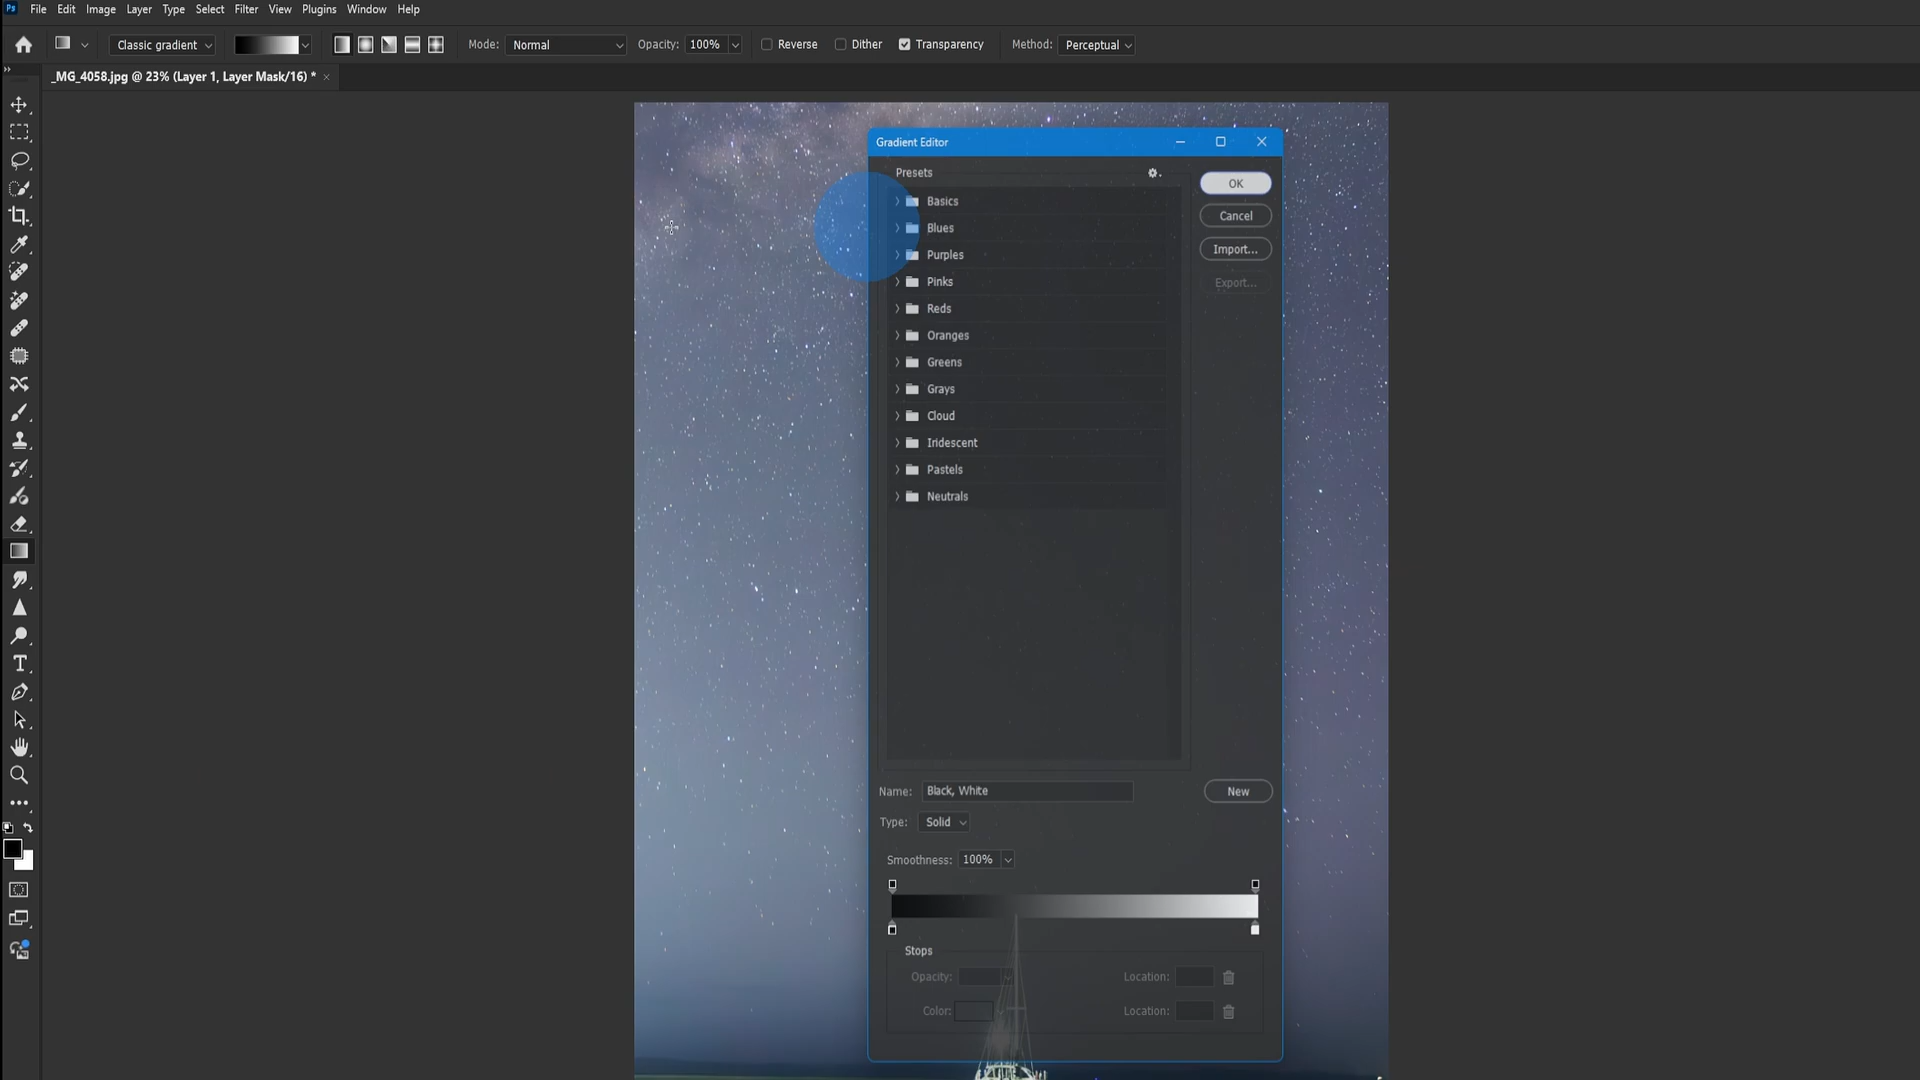 Ps File Edit Image Layer Type Select Filter View Plugins Window Help
Classic gradient Mode: Normal Opacity: 100% Reverse Dither Transparency Method: Perceptual
_MG_4058.jpg @ 23% (Layer 1, Layer Mask/16) * ×
Gradient Editor
Presets
OK
Basics
Cancel
Blues
Import...
Purples
Export...
Pinks
Reds
Oranges
Greens
Grays
Cloud
Iridescent
Pastels
Neutrals
Name: Black, White New
Type: Solid
Smoothness: 100%
Stops
Opacity: Location:
Color: Location: